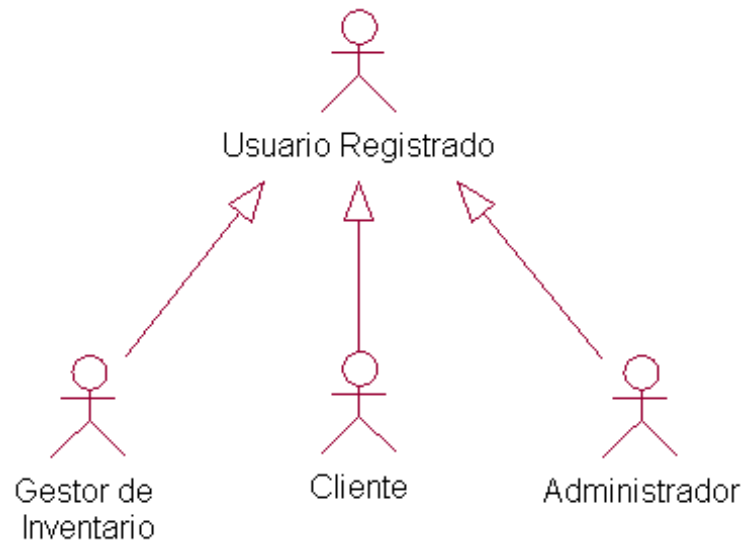 Usuario Registrado
Gestor de
Inventario
Cliente
Administrador